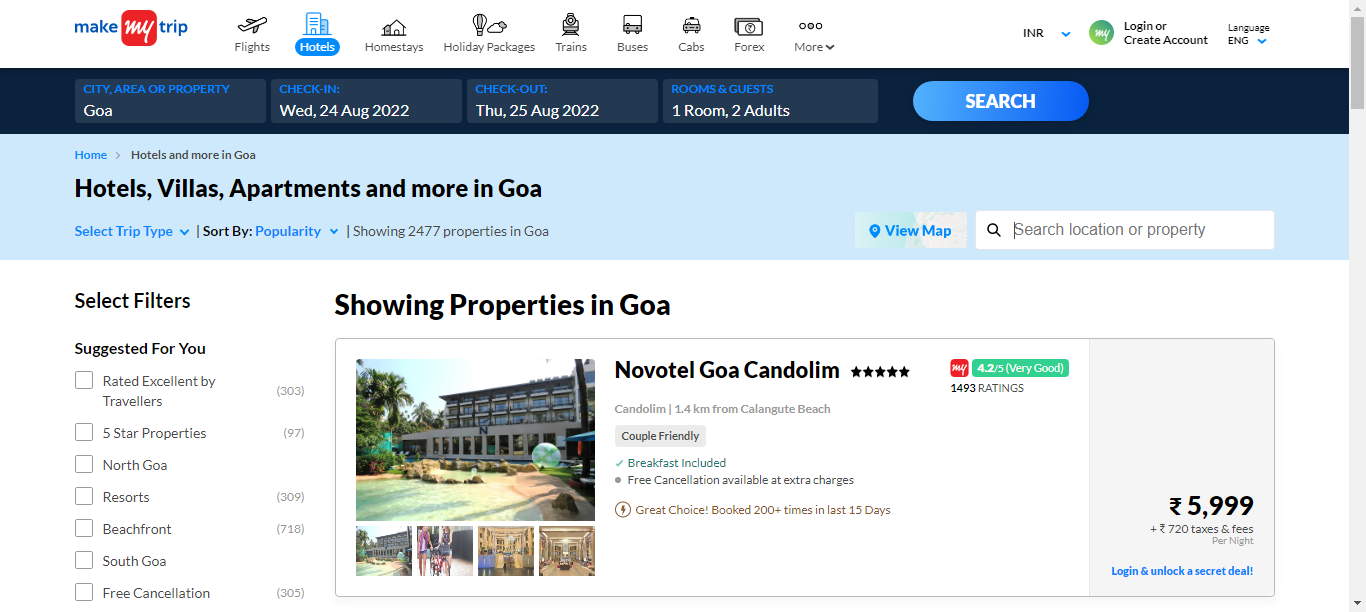 make my trip
Flights
Hotels
Homestays
Holiday Packages
Trains
Buses
Cabs
Forex
More
INR
my
Login or
Create Account
Language
ENG
CITY, AREA OR PROPERTY
Goa
CHECK-IN:
Wed, 24 Aug 2022
CHECK-OUT:
Thu, 25 Aug 2022
ROOMS & GUESTS
1 Room, 2 Adults
SEARCH
Home > Hotels and more in Goa
Hotels, Villas, Apartments and more in Goa
Select Trip Type | Sort By: Popularity | Showing 2477 properties in Goa
View Map
Search location or property
Select Filters
Suggested For You
Rated Excellent by
Travellers (303)
5 Star Properties (97)
North Goa
Resorts (309)
Beachfront (718)
South Goa
Free Cancellation (305)
Showing Properties in Goa
Novotel Goa Candolim ★★★★★
my 4.2/5 (Very Good)
1493 RATINGS
Candolim | 1.4 km from Calangute Beach
Couple Friendly
✓ Breakfast Included
● Free Cancellation available at extra charges
Great Choice! Booked 200+ times in last 15 Days
₹ 5,999
+ ₹ 720 taxes & fees
Per Night
Login & unlock a secret deal!